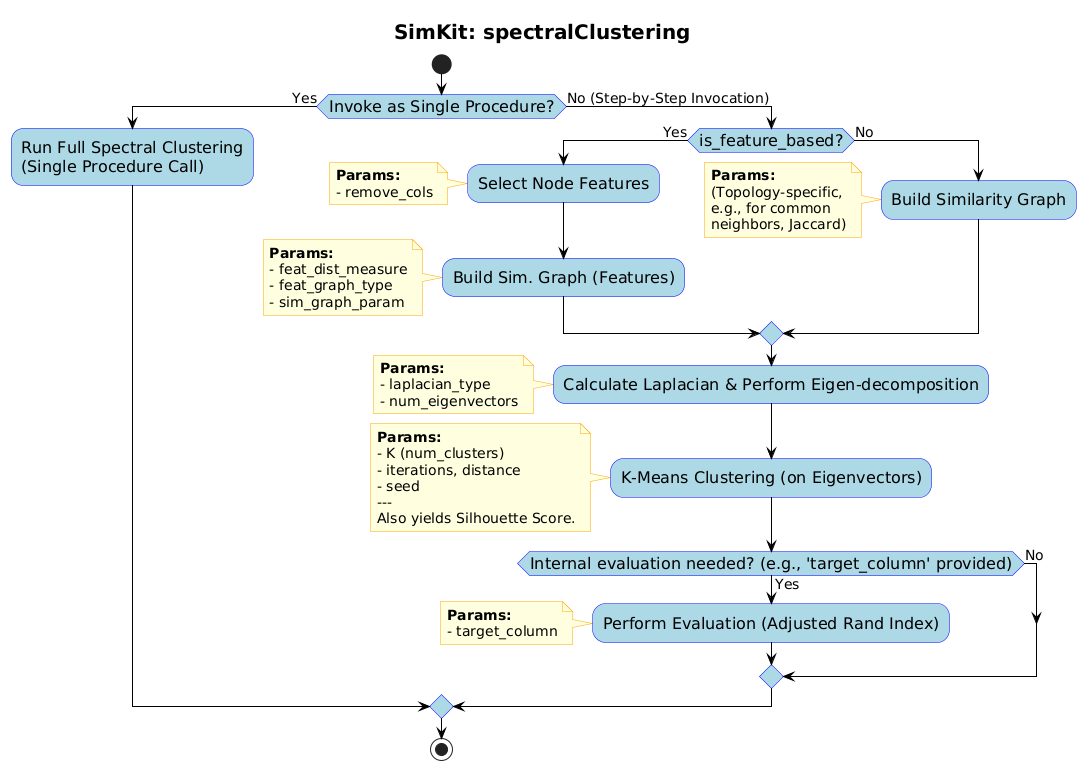 SimKit: spectralClustering
Yes
Invoke as Single Procedure?
No (Step-by-Step Invocation)
Run Full Spectral Clustering
(Single Procedure Call)
Yes
is_feature_based?
No
Params:
- remove_cols
Select Node Features
Params:
(Topology-specific,
e.g., for common
neighbors, Jaccard)
Build Similarity Graph
Params:
- feat_dist_measure
- feat_graph_type
- sim_graph_param
Build Sim. Graph (Features)
Params:
- laplacian_type
- num_eigenvectors
Calculate Laplacian & Perform Eigen-decomposition
Params:
- K (num_clusters)
- iterations, distance
- seed
---
Also yields Silhouette Score.
K-Means Clustering (on Eigenvectors)
Internal evaluation needed? (e.g., 'target_column' provided)
No
Yes
Params:
- target_column
Perform Evaluation (Adjusted Rand Index)